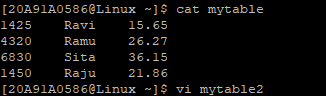 [20A91A0586@Linux ~]$ cat mytable
1425    Ravi    15.65
4320    Ramu    26.27
6830    Sita    36.15
1450    Raju    21.86
[20A91A0586@Linux ~]$ vi mytable2